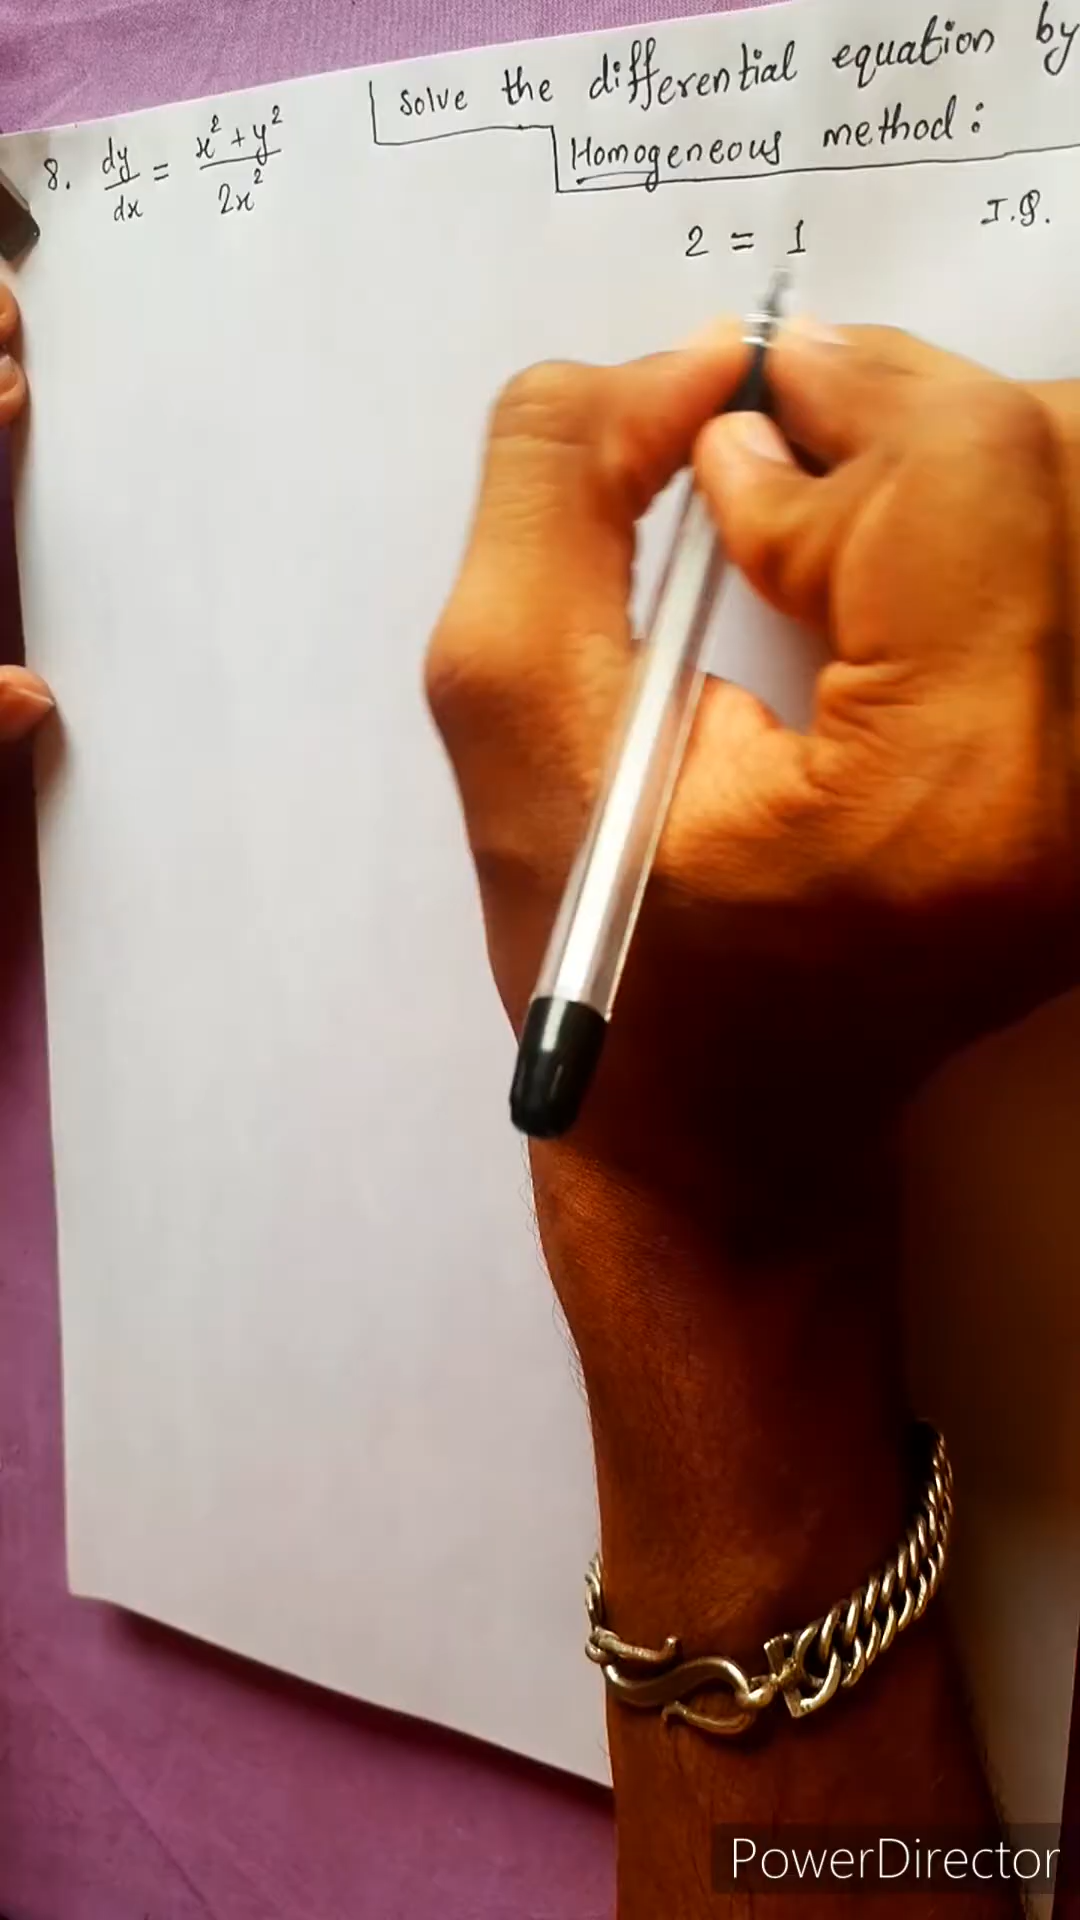 Solve the differential equation by
Homogeneous method:
8. dy/dx = x² + y² / 2x²
I.P.
2 = 1
PowerDirector